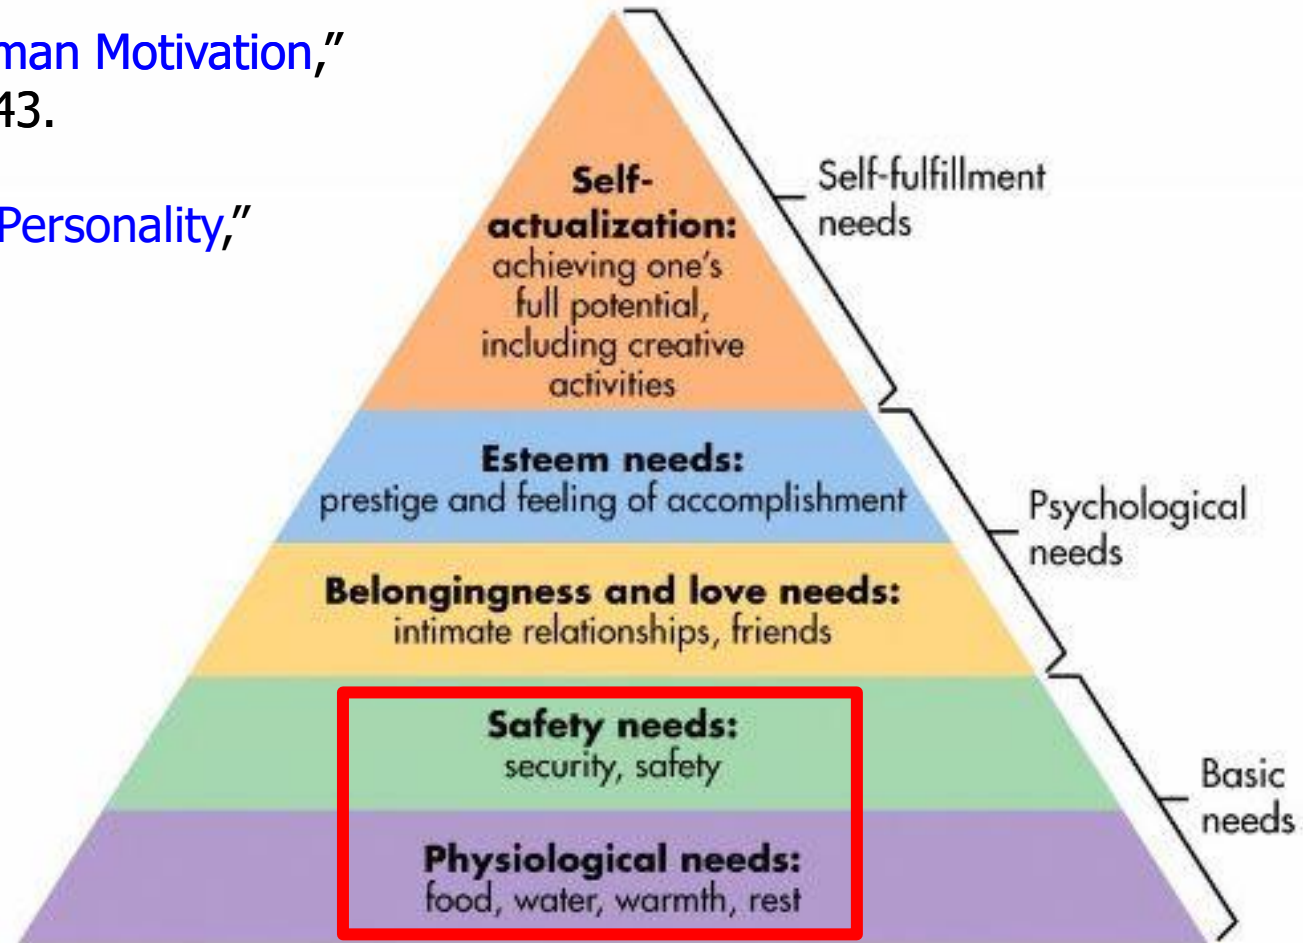 man Motivation,”
43.
Personality,”
Self-
actualization:
achieving one’s
full potential,
including creative
activities
Self-fulfillment
needs
Esteem needs:
prestige and feeling of accomplishment
Psychological
needs
Belongingness and love needs:
intimate relationships, friends
Safety needs:
security, safety
Basic
needs
Physiological needs:
food, water, warmth, rest